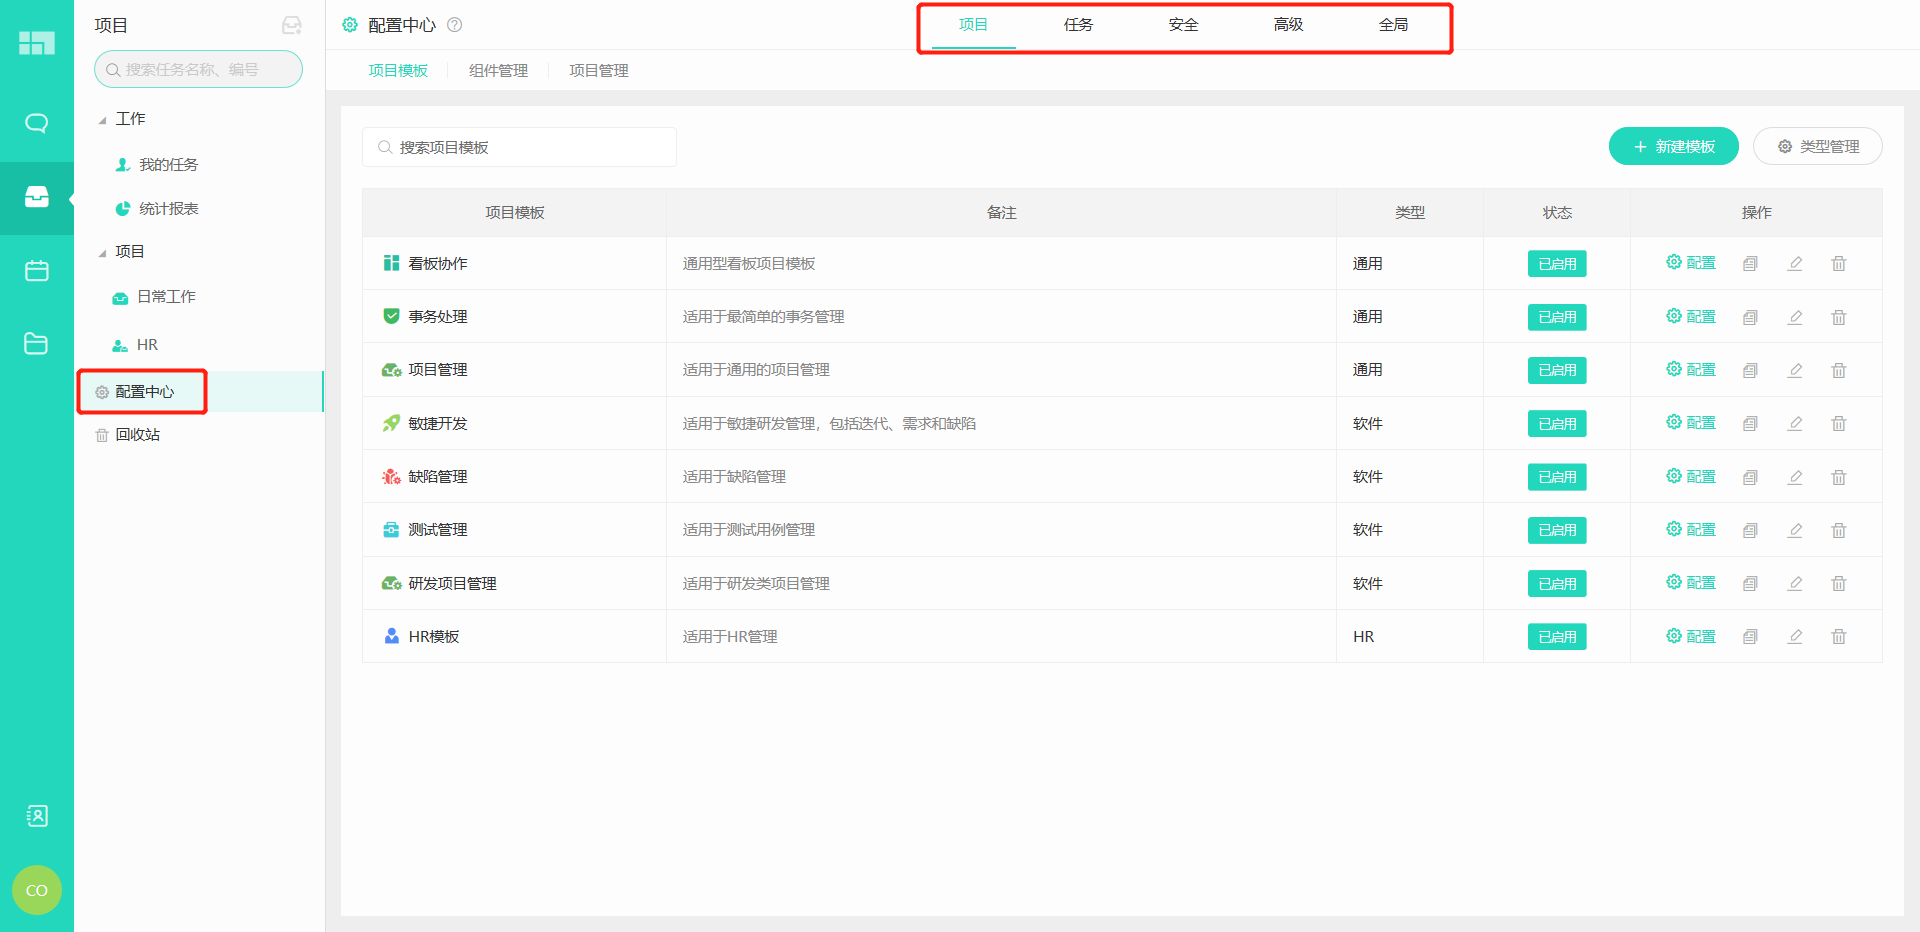 项目
搜索任务名称、编号
工作
我的任务
统计报表
项目
日常工作
HR
配置中心
回收站
CO
配置中心
项目 任务 安全 高级 全局
项目模板 组件管理 项目管理
搜索项目模板
新建模板 类型管理
项目模板 备注 类型 状态 操作
看板协作 通用型看板项目模板 通用 已启用 配置
事务处理 适用于最简单的事务管理 通用 已启用 配置
项目管理 适用于通用的项目管理 通用 已启用 配置
敏捷开发 适用于敏捷研发管理，包括迭代、需求和缺陷 软件 已启用 配置
缺陷管理 适用于缺陷管理 软件 已启用 配置
测试管理 适用于测试用例管理 软件 已启用 配置
研发项目管理 适用于研发类项目管理 软件 已启用 配置
HR模板 适用于HR管理 HR 已启用 配置